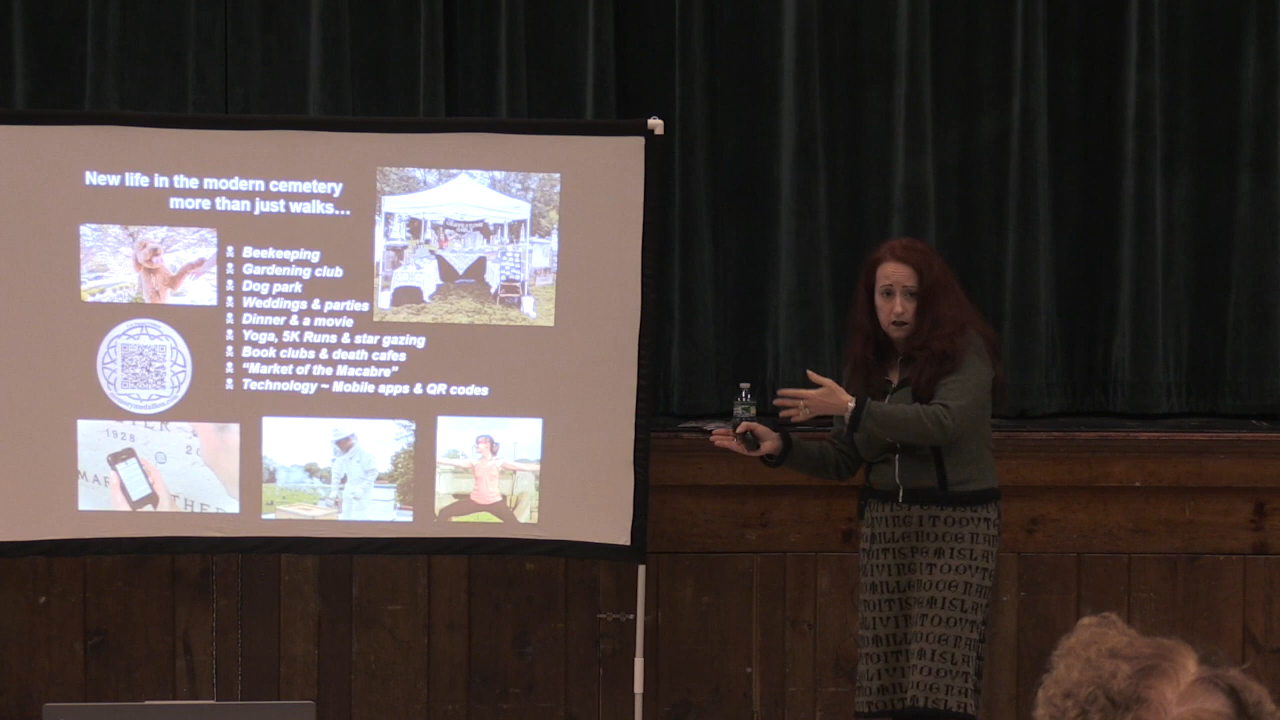 New life in the modern cemetery
more than just walks...
Beekeeping
Gardening club
Dog park
Weddings & parties
Dinner & a movie
Yoga, 5K Runs & star gazing
Book clubs & death cafes
"Market of the Macabre"
Technology ~ Mobile apps & QR codes
1928